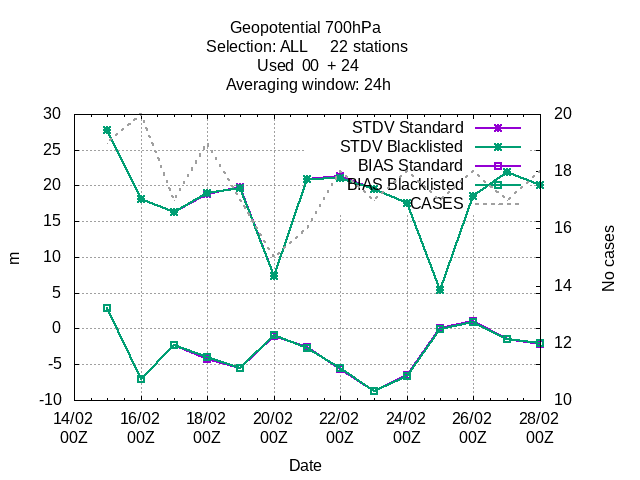 Geopotential 700hPa
Selection: ALL     22 stations
Used  00  + 24
Averaging window: 24h
30 20
STDV Standard
25
STDV Blacklisted
BIAS Standard
20 18
BIAS Blacklisted
CASES
15 16
10
m
No cases
5 14
0
12
-5
-10 10
14/02 16/02 18/02 20/02 22/02 24/02 26/02 28/02
00Z 00Z 00Z 00Z 00Z 00Z 00Z 00Z
Date